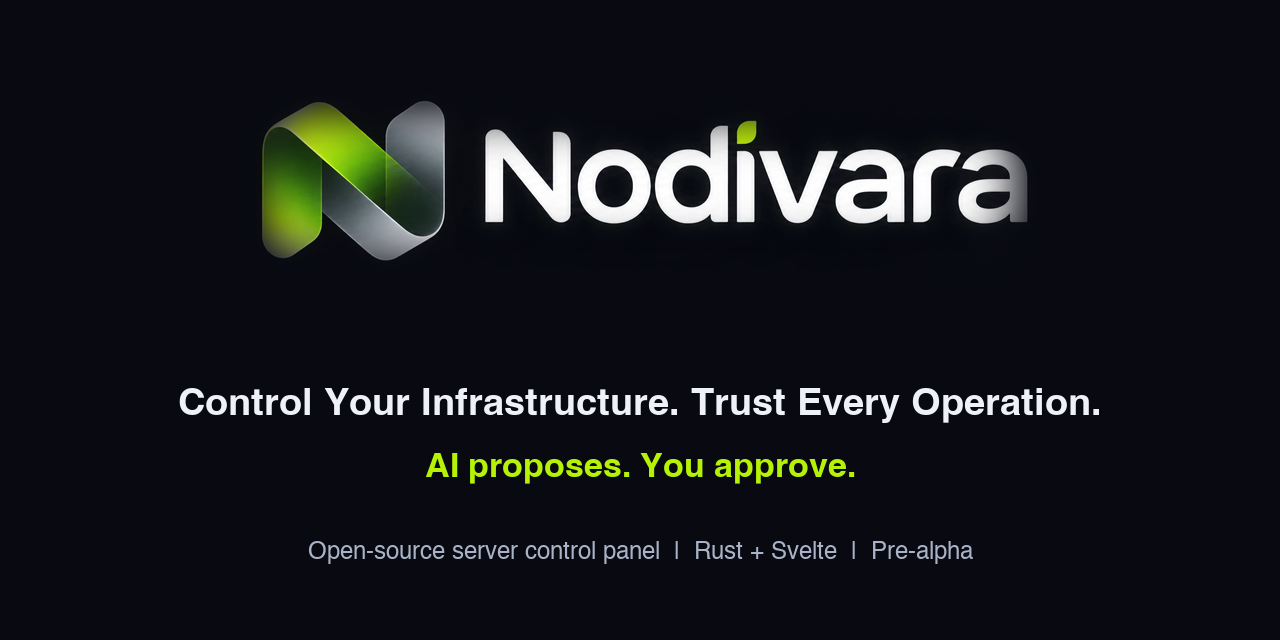 Nodivara
Control Your Infrastructure. Trust Every Operation.
AI proposes. You approve.
Open-source server control panel | Rust + Svelte | Pre-alpha